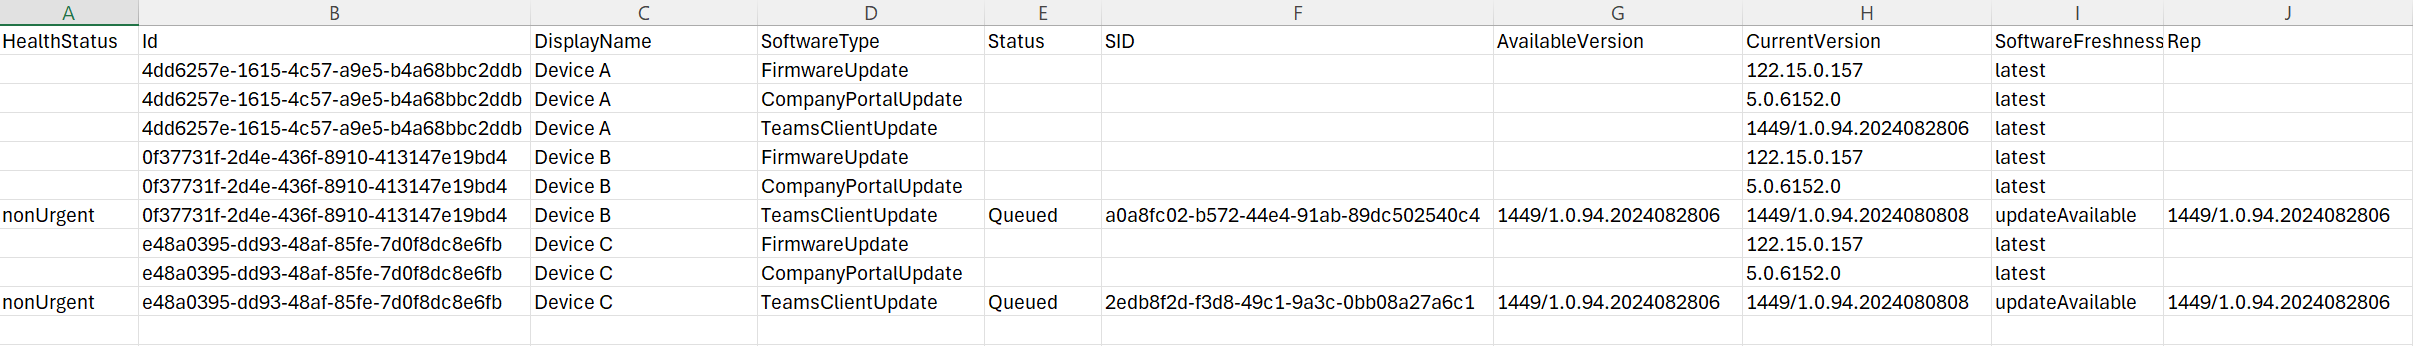 A B C D E F G H I J
HealthStatus Id DisplayName SoftwareType Status SID AvailableVersion CurrentVersion SoftwareFreshness Rep
4dd6257e-1615-4c57-a9e5-b4a68bbc2ddb Device A FirmwareUpdate 122.15.0.157 latest
4dd6257e-1615-4c57-a9e5-b4a68bbc2ddb Device A CompanyPortalUpdate 5.0.6152.0 latest
4dd6257e-1615-4c57-a9e5-b4a68bbc2ddb Device A TeamsClientUpdate 1449/1.0.94.2024082806 latest
0f37731f-2d4e-436f-8910-413147e19bd4 Device B FirmwareUpdate 122.15.0.157 latest
0f37731f-2d4e-436f-8910-413147e19bd4 Device B CompanyPortalUpdate 5.0.6152.0 latest
nonUrgent 0f37731f-2d4e-436f-8910-413147e19bd4 Device B TeamsClientUpdate Queued a0a8fc02-b572-44e4-91ab-89dc502540c4 1449/1.0.94.2024082806 1449/1.0.94.2024080808 updateAvailable 1449/1.0.94.2024082806
e48a0395-dd93-48af-85fe-7d0f8dc8e6fb Device C FirmwareUpdate 122.15.0.157 latest
e48a0395-dd93-48af-85fe-7d0f8dc8e6fb Device C CompanyPortalUpdate 5.0.6152.0 latest
nonUrgent e48a0395-dd93-48af-85fe-7d0f8dc8e6fb Device C TeamsClientUpdate Queued 2edb8f2d-f3d8-49c1-9a3c-0bb08a27a6c1 1449/1.0.94.2024082806 1449/1.0.94.2024080808 updateAvailable 1449/1.0.94.2024082806